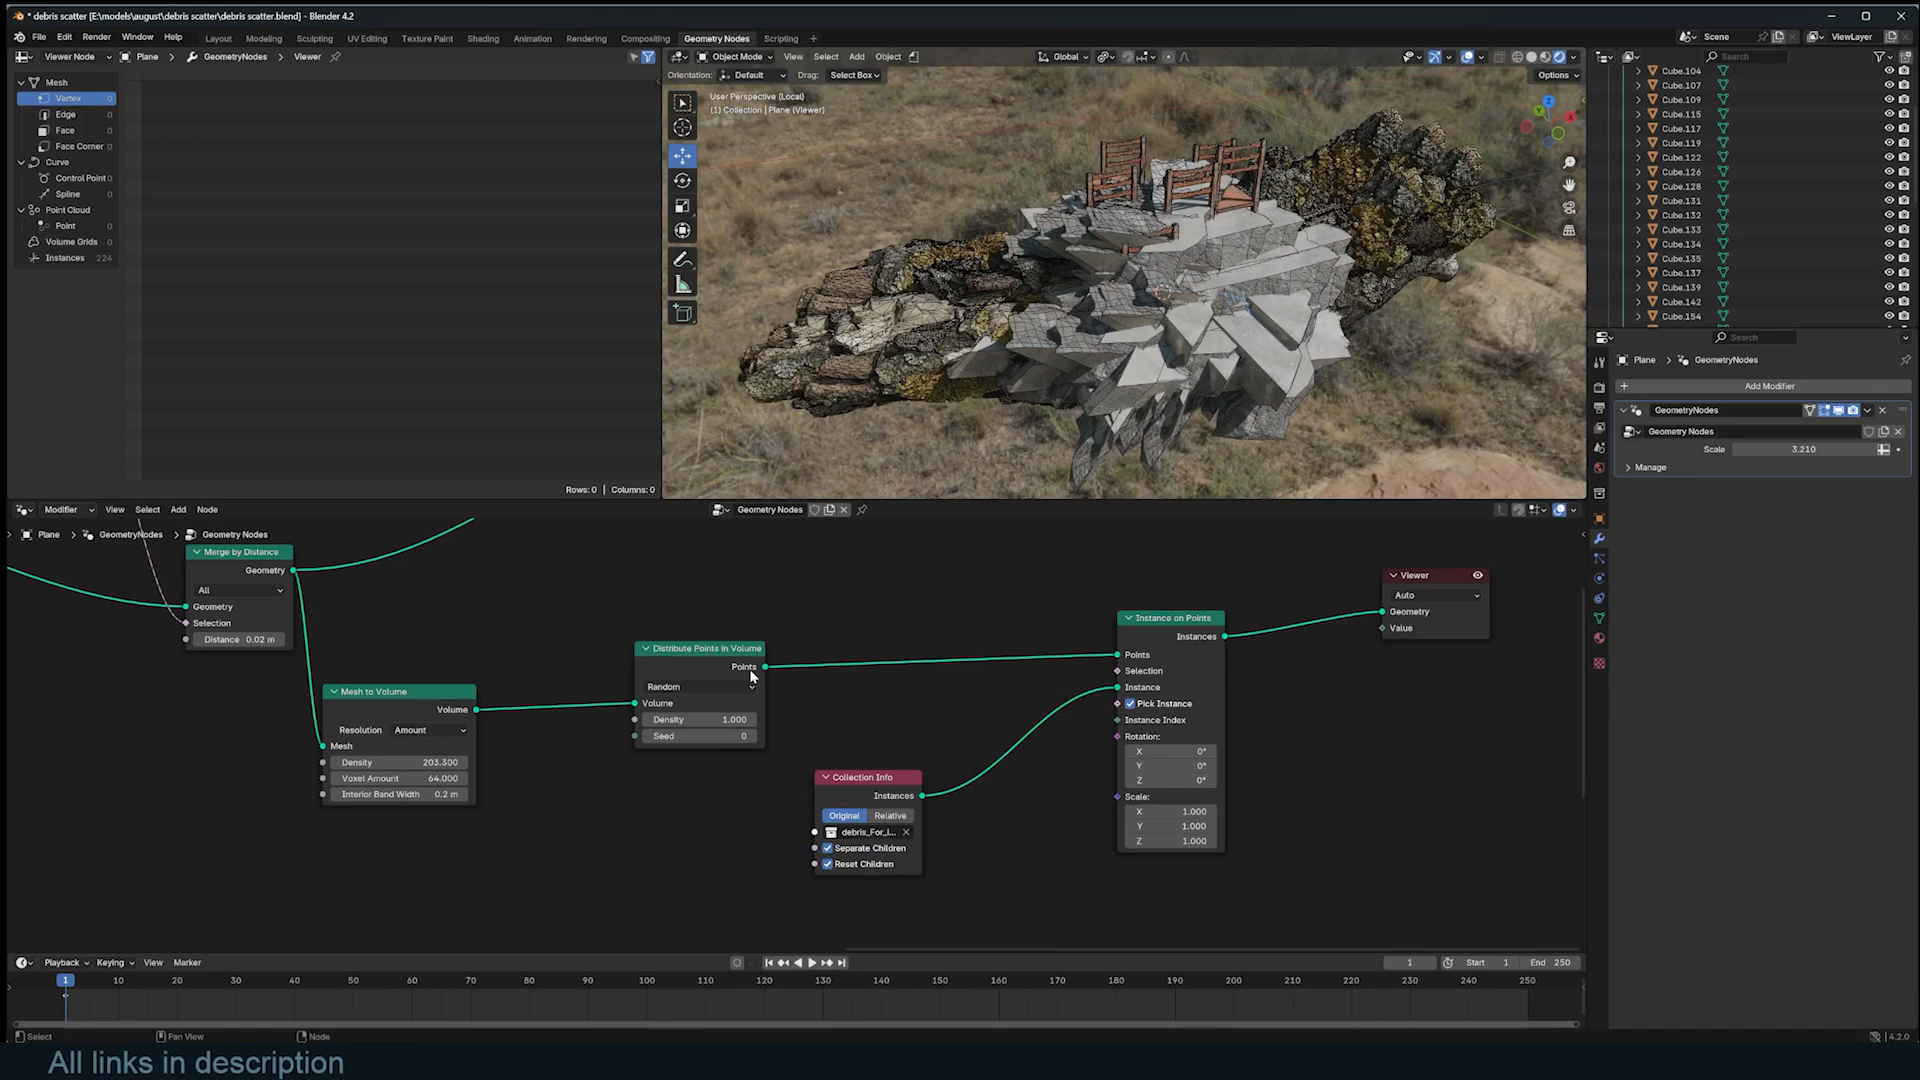 * debris scatter [E:\models\august\debris scatter\debris scatter.blend] - Blender 4.2
File Edit Render Window Help Layout Modeling Sculpting UV Editing Texture Paint Shading Animation Rendering Compositing Geometry Nodes Scripting + Scene ViewLayer
Viewer Node Plane > GeometryNodes > Viewer
Object Mode View Select Add Object Global
Search
Orientation: Default Drag: Select Box Options
Mesh
Vertex 0
Edge 0
Face 0
Face Corner 0
Curve
Control Point 0
Spline 0
Point Cloud
Point 0
Volume Grids 0
Instances 224
Rows: 0 | Columns: 0
User Perspective (Local)
(1) Collection | Plane (Viewer)
Z
Y
X
Cube.104
Cube.107
Cube.109
Cube.115
Cube.117
Cube.119
Cube.122
Cube.126
Cube.128
Cube.131
Cube.132
Cube.133
Cube.134
Cube.135
Cube.137
Cube.139
Cube.142
Cube.154
Search
Plane > GeometryNodes
+ Add Modifier
GeometryNodes
Geometry Nodes
Scale 3.210
Manage
Modifier View Select Add Node Geometry Nodes
Plane > GeometryNodes > Geometry Nodes
Merge by Distance
Geometry
All
Geometry
Selection
Distance 0.02 m
Mesh to Volume
Volume
Resolution Amount
Mesh
Density 203.300
Voxel Amount 64.000
Interior Band Width 0.2 m
Distribute Points in Volume
Points
Random
Volume
Density 1.000
Seed 0
Collection Info
Instances
Original Relative
debris_For_i...
Separate Children
Reset Children
Instance on Points
Instances
Points
Selection
Instance
Pick Instance
Instance Index
Rotation:
X 0°
Y 0°
Z 0°
Scale:
X 1.000
Y 1.000
Z 1.000
Viewer
Auto
Geometry
Value
Playback Keying View Marker 1 Start 1 End 250
1 10 20 30 40 50 60 70 80 90 100 110 120 130 140 150 160 170 180 190 200 210 220 230 240 250
Select Pan View Node 4.2.0
All links in description